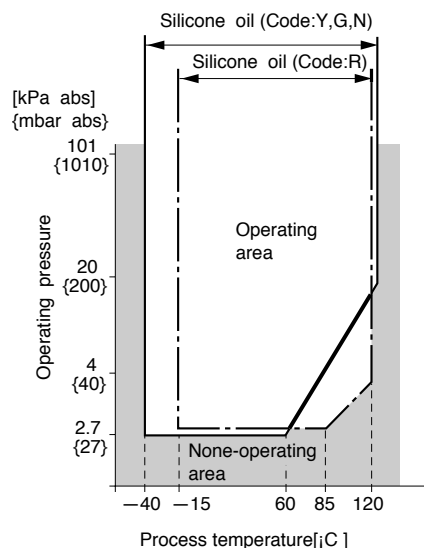 Silicone oil (Code:Y,G,N)
Silicone oil (Code:R)
[kPa abs]
{mbar abs}
101
{1010}
Operating
area
Operating pressure
20
{200}
4
{40}
2.7
{27}
None-operating
area
−40 −15 60 85 120
Process temperature[¡C ]